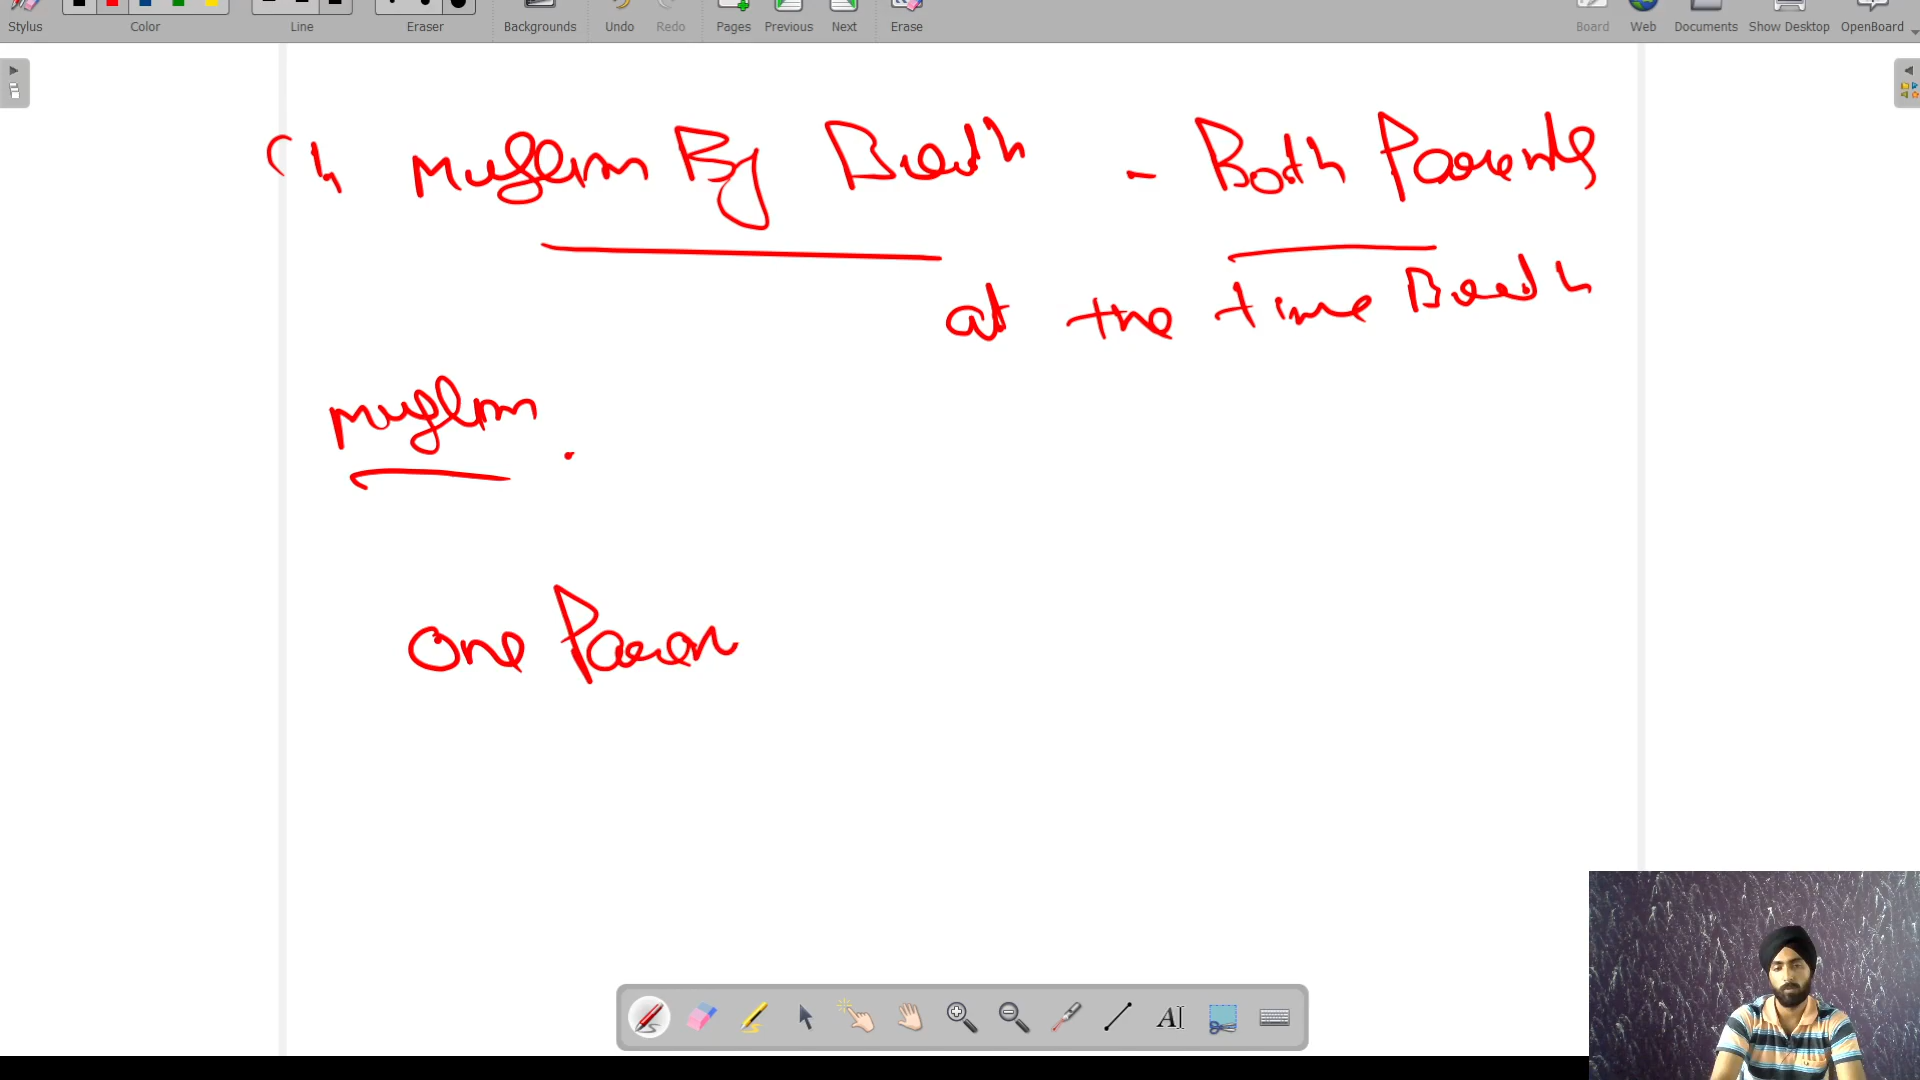 Stylus Color Line Eraser Backgrounds Undo Redo Pages Previous Next Erase Board Web Documents Show Desktop OpenBoard
(1, Muslim By Birth - Both Parents
at the time Birth
muslim .
one Paren
AI